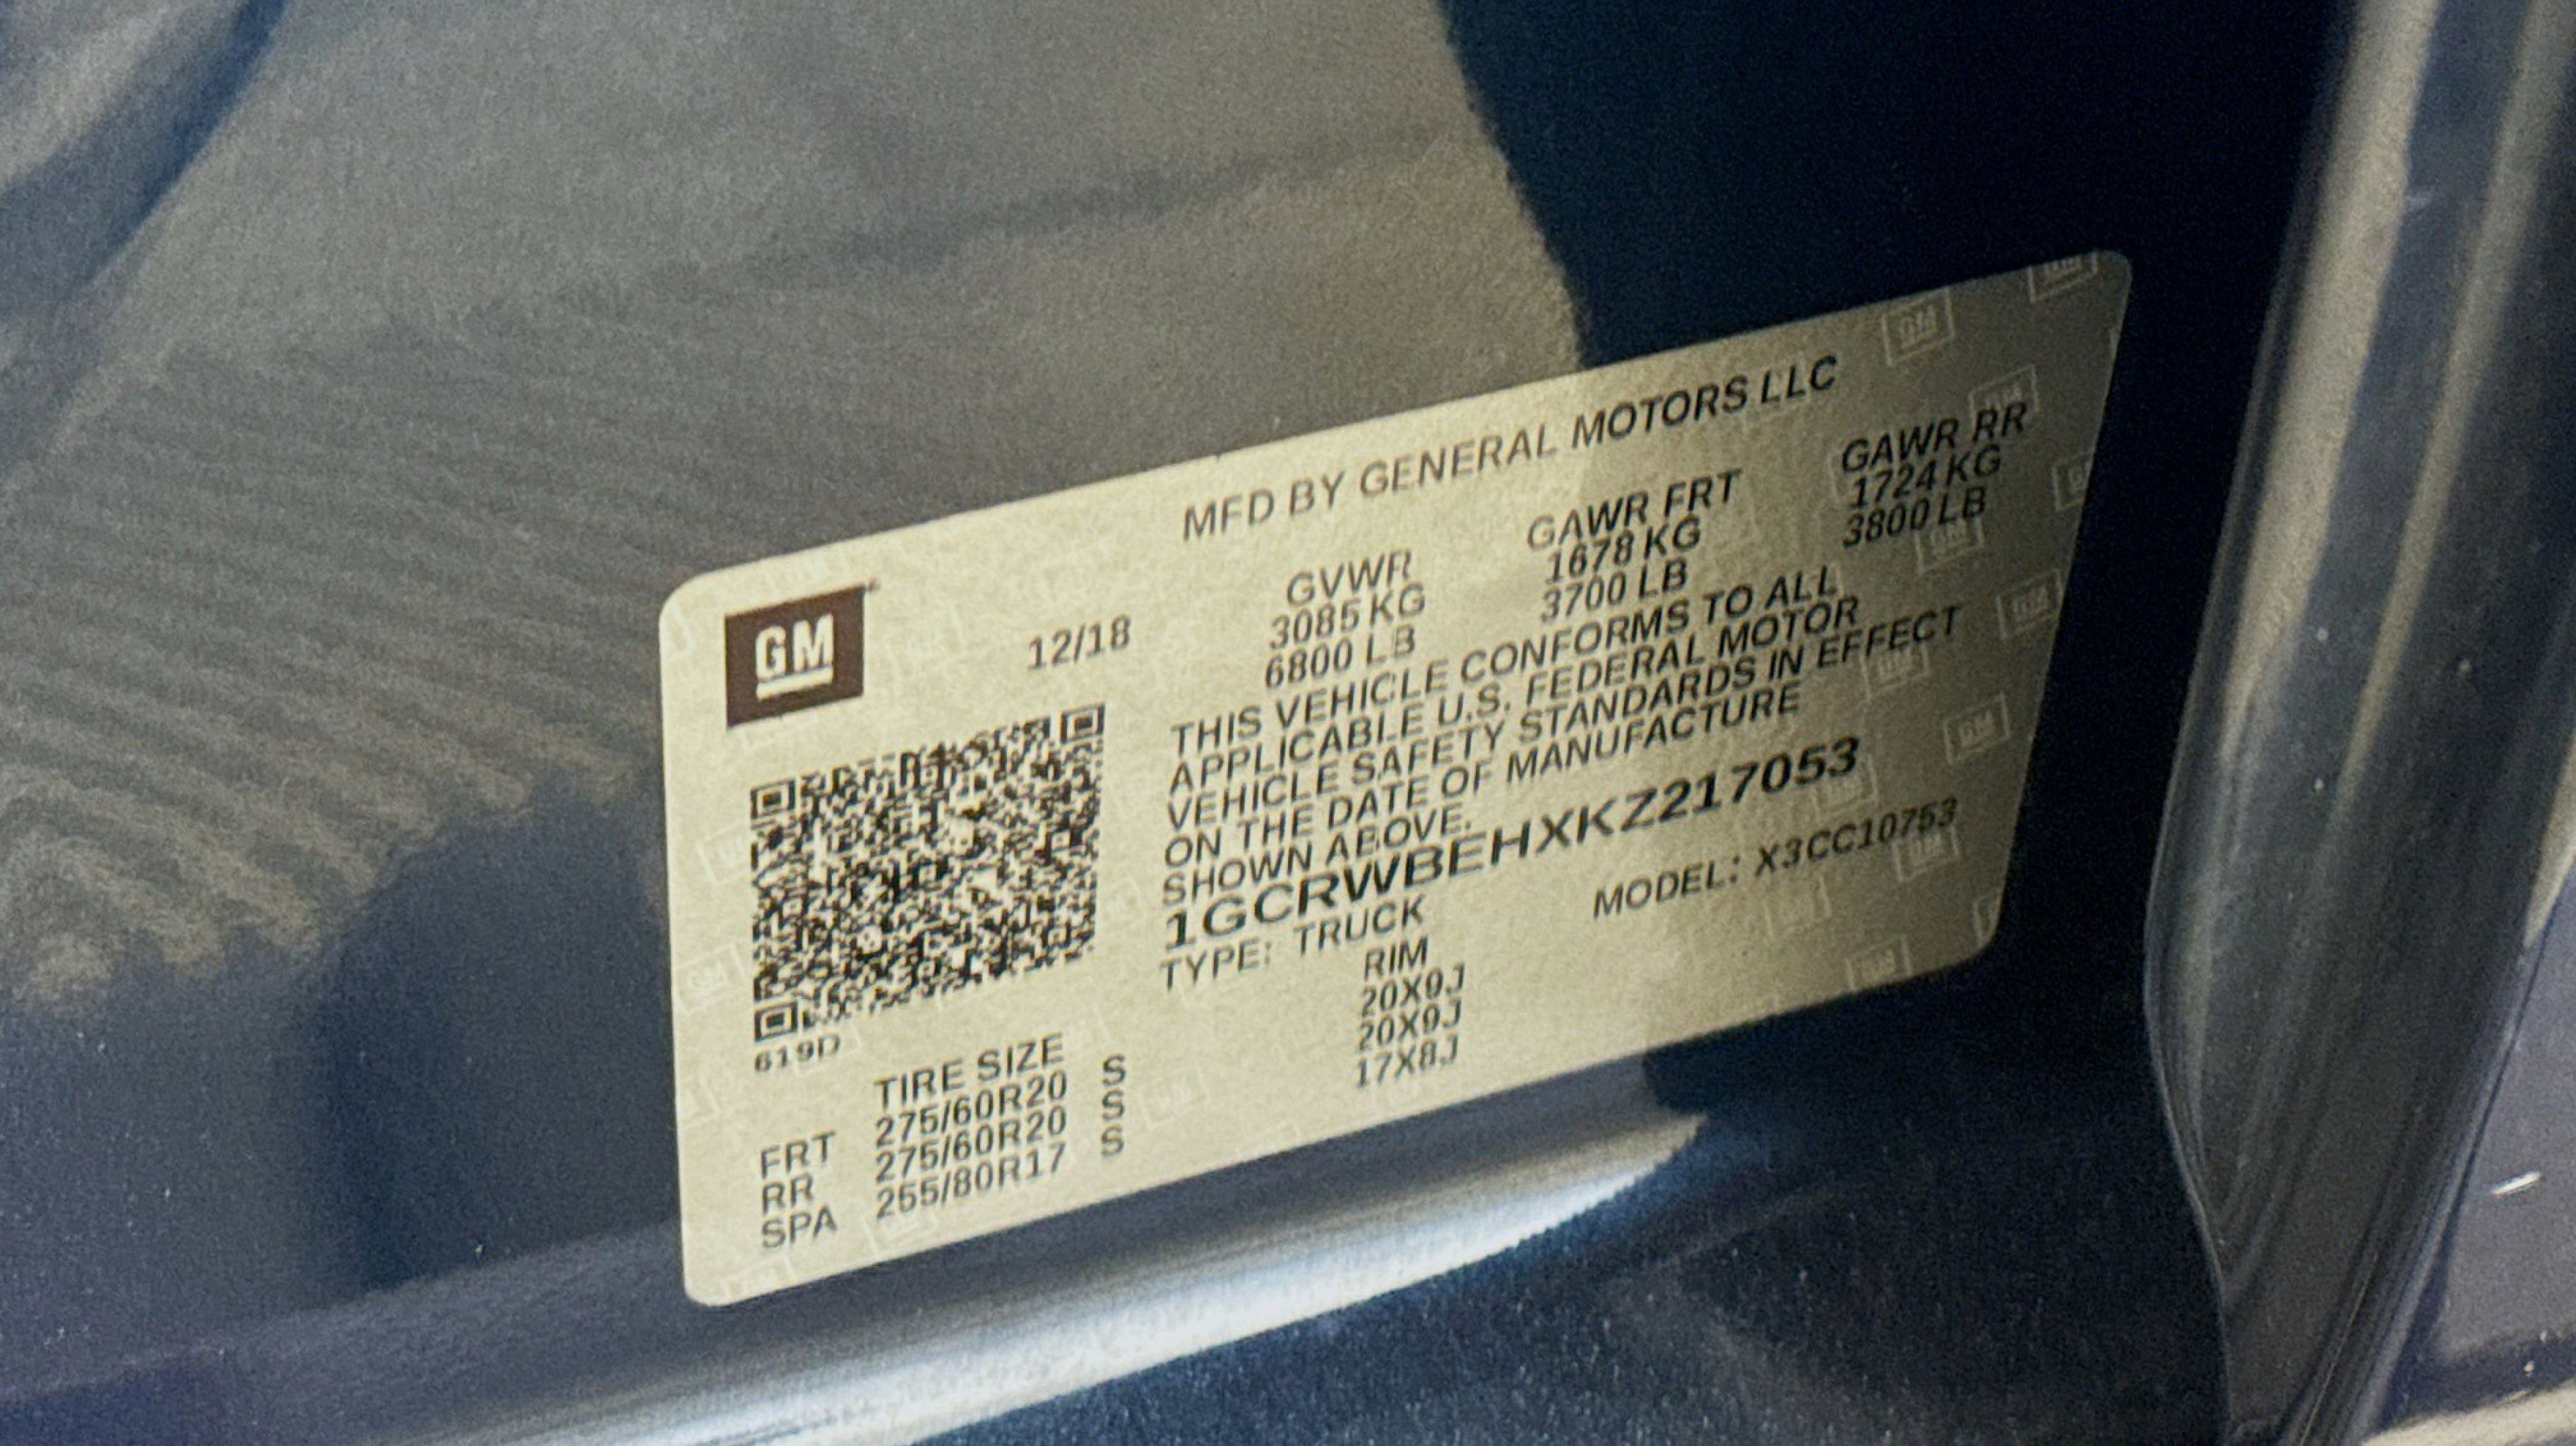 MFD BY GENERAL MOTORS LLC
GM
12/18
GVWR GAWR FRT GAWR RR
3085 KG 1678 KG 1724 KG
6800 LB 3700 LB 3800 LB
THIS VEHICLE CONFORMS TO ALL
APPLICABLE U.S. FEDERAL MOTOR
VEHICLE SAFETY STANDARDS IN EFFECT
ON THE DATE OF MANUFACTURE
SHOWN ABOVE.
1GCRWBEHXKZ217053
TYPE: TRUCK MODEL: X3CC10753
619D
TIRE SIZE RIM
FRT 275/60R20 S 20X9J
RR 275/60R20 S 20X9J
SPA 255/80R17 S 17X8J